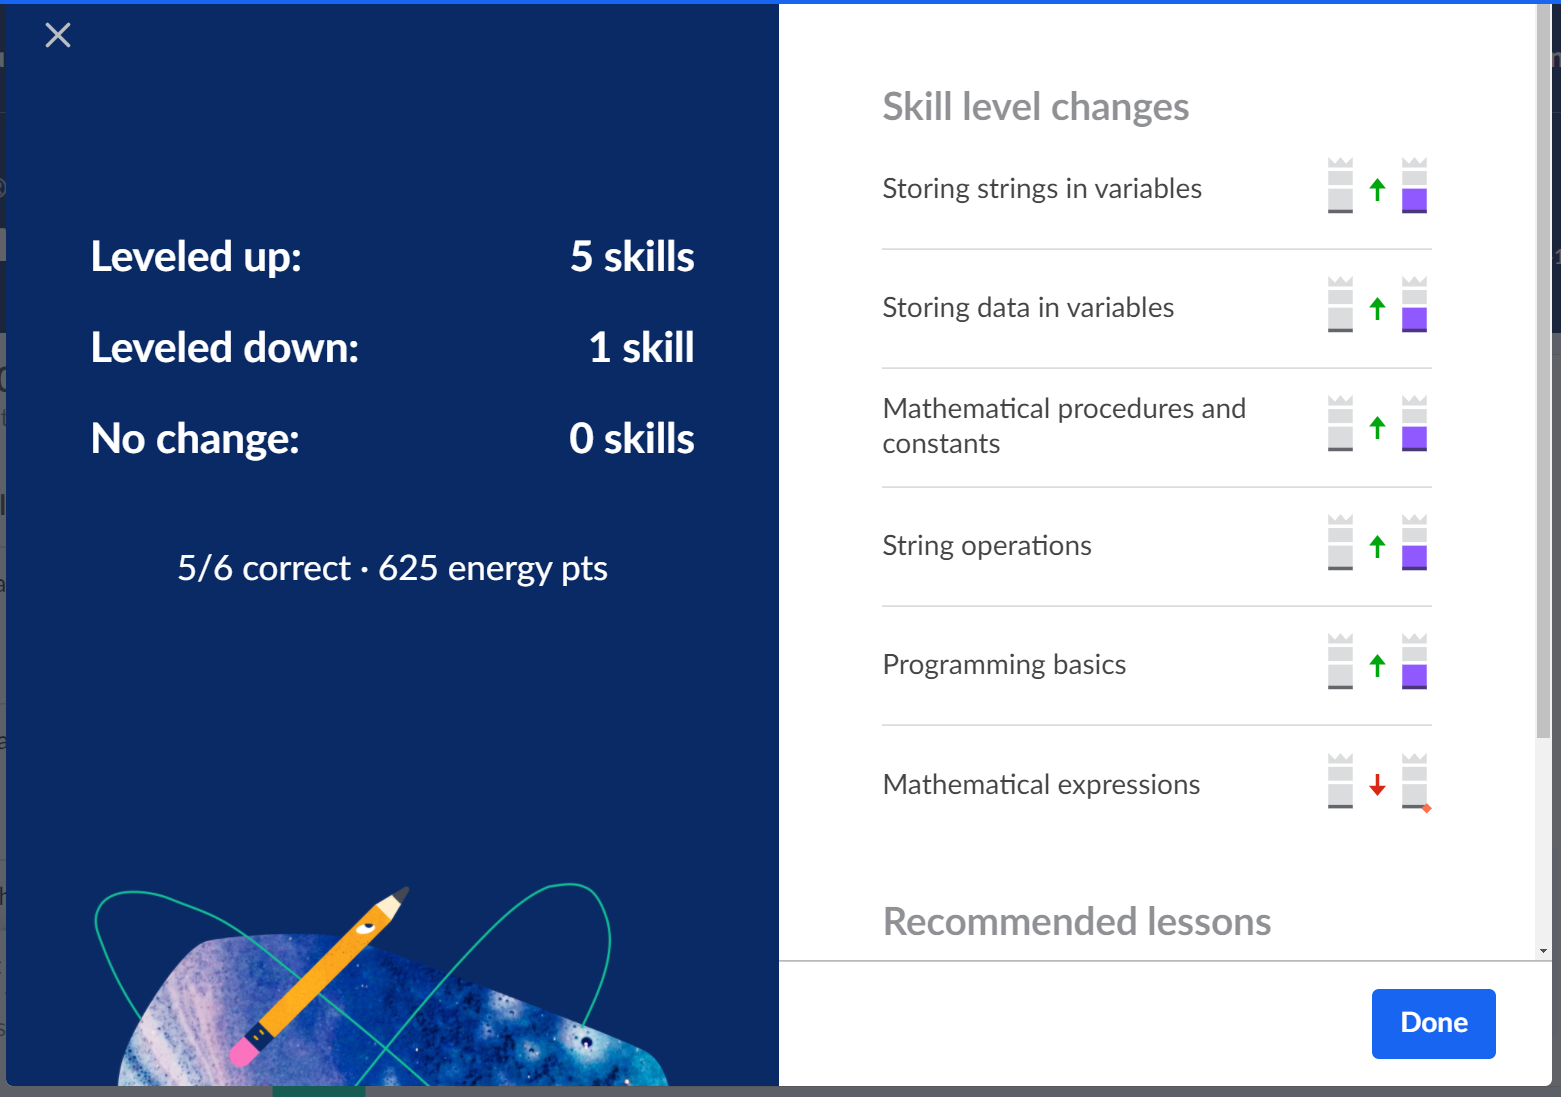 Leveled up: 5 skills
Leveled down: 1 skill
No change: 0 skills
5/6 correct · 625 energy pts
Skill level changes
Storing strings in variables
Storing data in variables
Mathematical procedures and
constants
String operations
Programming basics
Mathematical expressions
Recommended lessons
Done